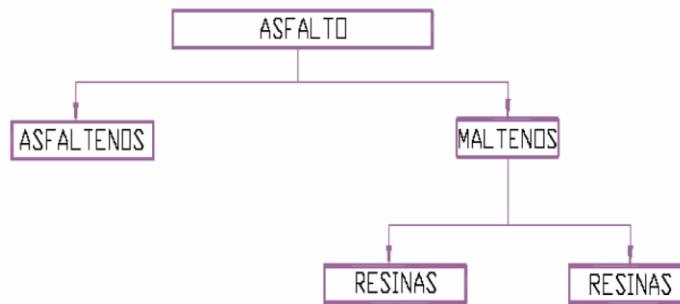 ASFALTO
ASFALTENOS
MALTENOS
RESINAS
RESINAS